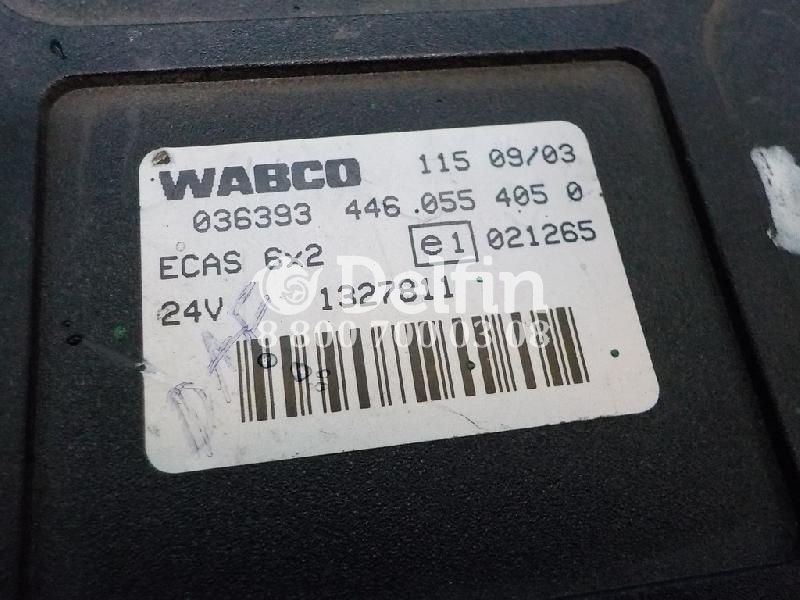 WABCO 115 09/03
036393 446.055 405 0
ECAS 6x2 e1 021265
24V 1327811
Delfin
8 800 700 03 08
DAF